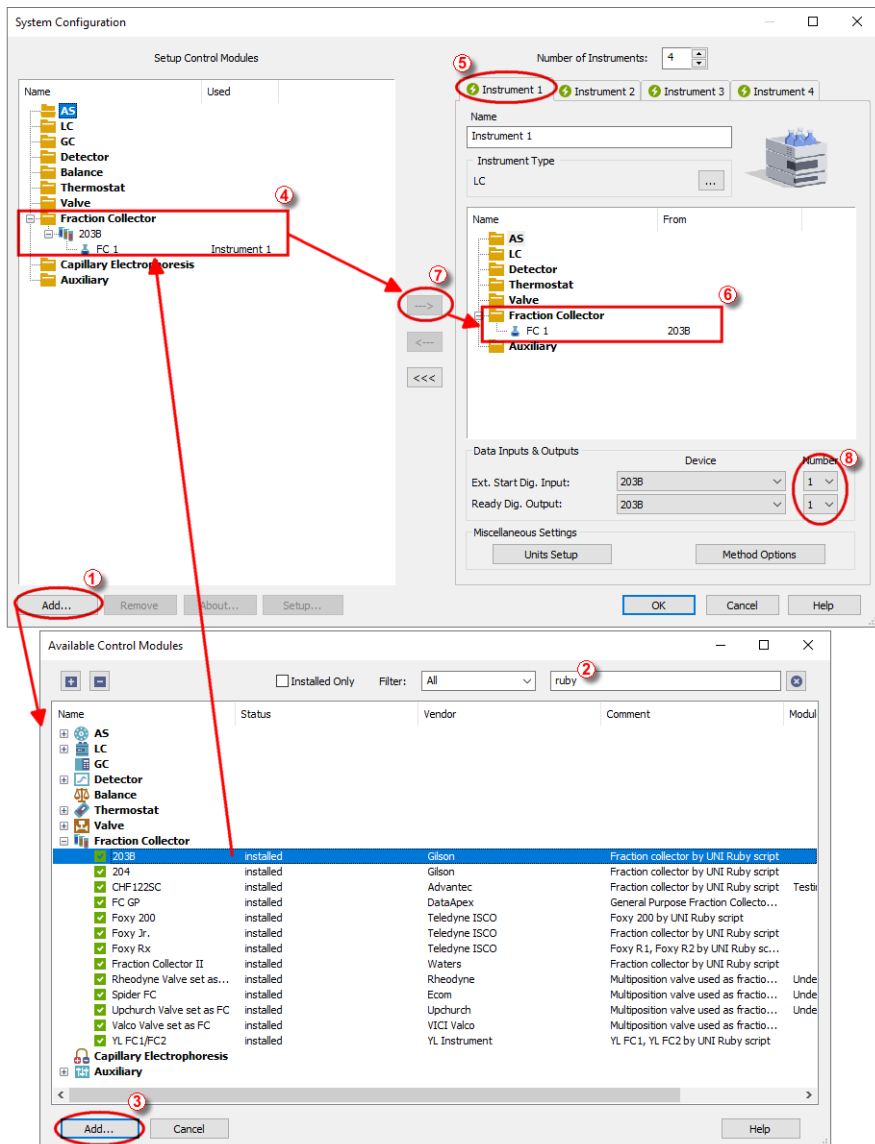 System Configuration
Setup Control Modules
Number of Instruments: 4
⑤
Instrument 1 Instrument 2 Instrument 3 Instrument 4
Name Used
AS
LC
GC
Detector
Balance
Thermostat
Valve
④
Fraction Collector
203B
FC 1 Instrument 1
Capillary Electrophoresis
Auxiliary
⑦
--->
<---
<<<
Name
Instrument 1
Instrument Type
LC ...
Name From
AS
LC
Detector
Thermostat
Valve
⑥
Fraction Collector
FC 1 203B
Auxiliary
Data Inputs & Outputs
Device Number ⑧
Ext. Start Dig. Input: 203B 1
Ready Dig. Output: 203B 1
Miscellaneous Settings
Units Setup Method Options
①
Add... Remove About... Setup... OK Cancel Help
Available Control Modules
②
Installed Only Filter: All ruby
Name Status Vendor Comment Modul
AS
LC
GC
Detector
Balance
Thermostat
Valve
Fraction Collector
203B installed Gilson Fraction collector by UNI Ruby script
204 installed Gilson Fraction collector by UNI Ruby script
CHF122SC installed Advantec Fraction collector by UNI Ruby script Testi
FC GP installed DataApex General Purpose Fraction Collecto...
Foxy 200 installed Teledyne ISCO Foxy 200 by UNI Ruby script
Foxy Jr. installed Teledyne ISCO Fraction collector by UNI Ruby script
Foxy Rx installed Teledyne ISCO Foxy R1, Foxy R2 by UNI Ruby sc...
Fraction Collector II installed Waters Fraction collector by UNI Ruby script
Rheodyne Valve set as... installed Rheodyne Multiposition valve used as fractio... Unde
Spider FC installed Ecom Multiposition valve used as fractio... Unde
Upchurch Valve set as FC installed Upchurch Multiposition valve used as fractio... Unde
Valco Valve set as FC installed VICI Valco Multiposition valve used as fractio...
YL FC1/FC2 installed YL Instrument YL FC1, YL FC2 by UNI Ruby script
Capillary Electrophoresis
Auxiliary
③
Add... Cancel Help